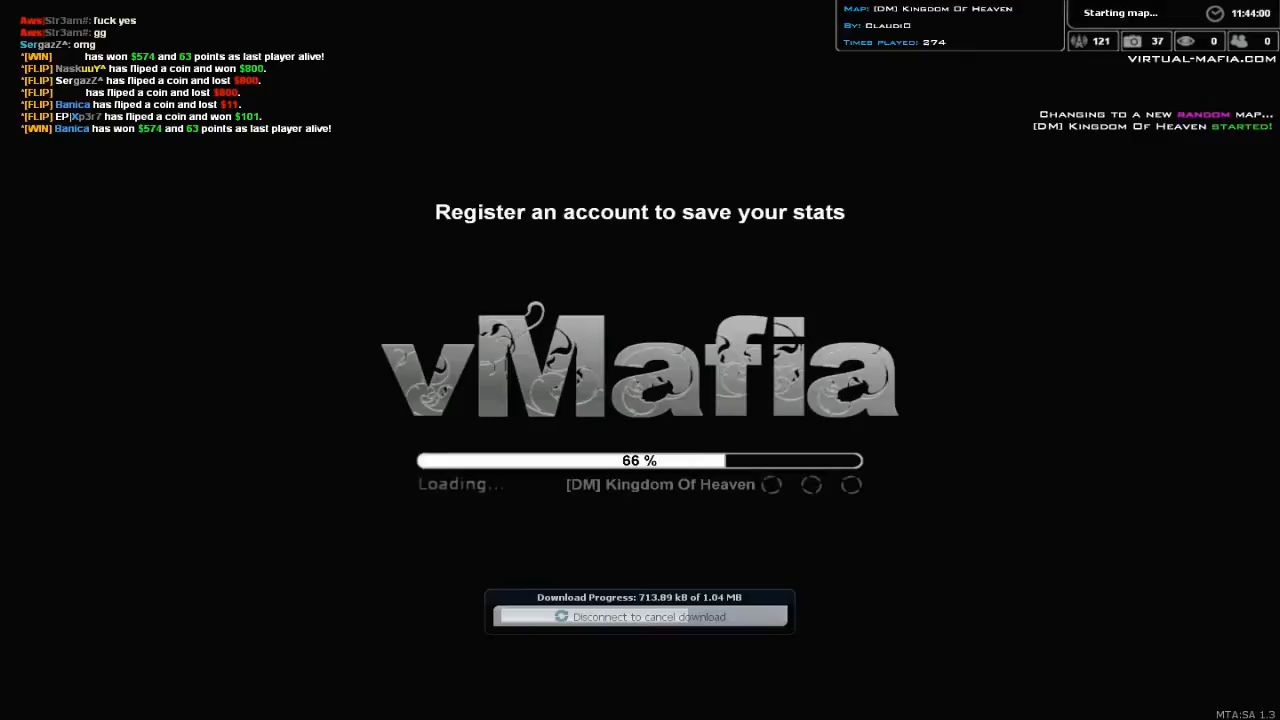 Aws|Str3am#: fuck yes
Aws|Str3am#: gg
SergazZ^: omg
*[WIN] has won $574 and 63 points as last player alive!
*[FLIP] NaskuuY^ has fliped a coin and won $800.
*[FLIP] SergazZ^ has fliped a coin and lost $800.
*[FLIP] has fliped a coin and lost $800.
*[FLIP] Banica has fliped a coin and lost $11.
*[FLIP] EP|Xp3r7 has fliped a coin and won $101.
*[WIN] Banica has won $574 and 63 points as last player alive!
Map: [DM] Kingdom Of Heaven
By: ClaudiO
Times played: 274
Starting map... 11:44:00
121 37 0 0
virtual-mafia.com
Changing to a new random map...
[DM] Kingdom Of Heaven started!
Register an account to save your stats
vMafia
66 %
Loading... [DM] Kingdom Of Heaven
Download Progress: 713.89 kB of 1.04 MB
Disconnect to cancel download
MTA:SA 1.3